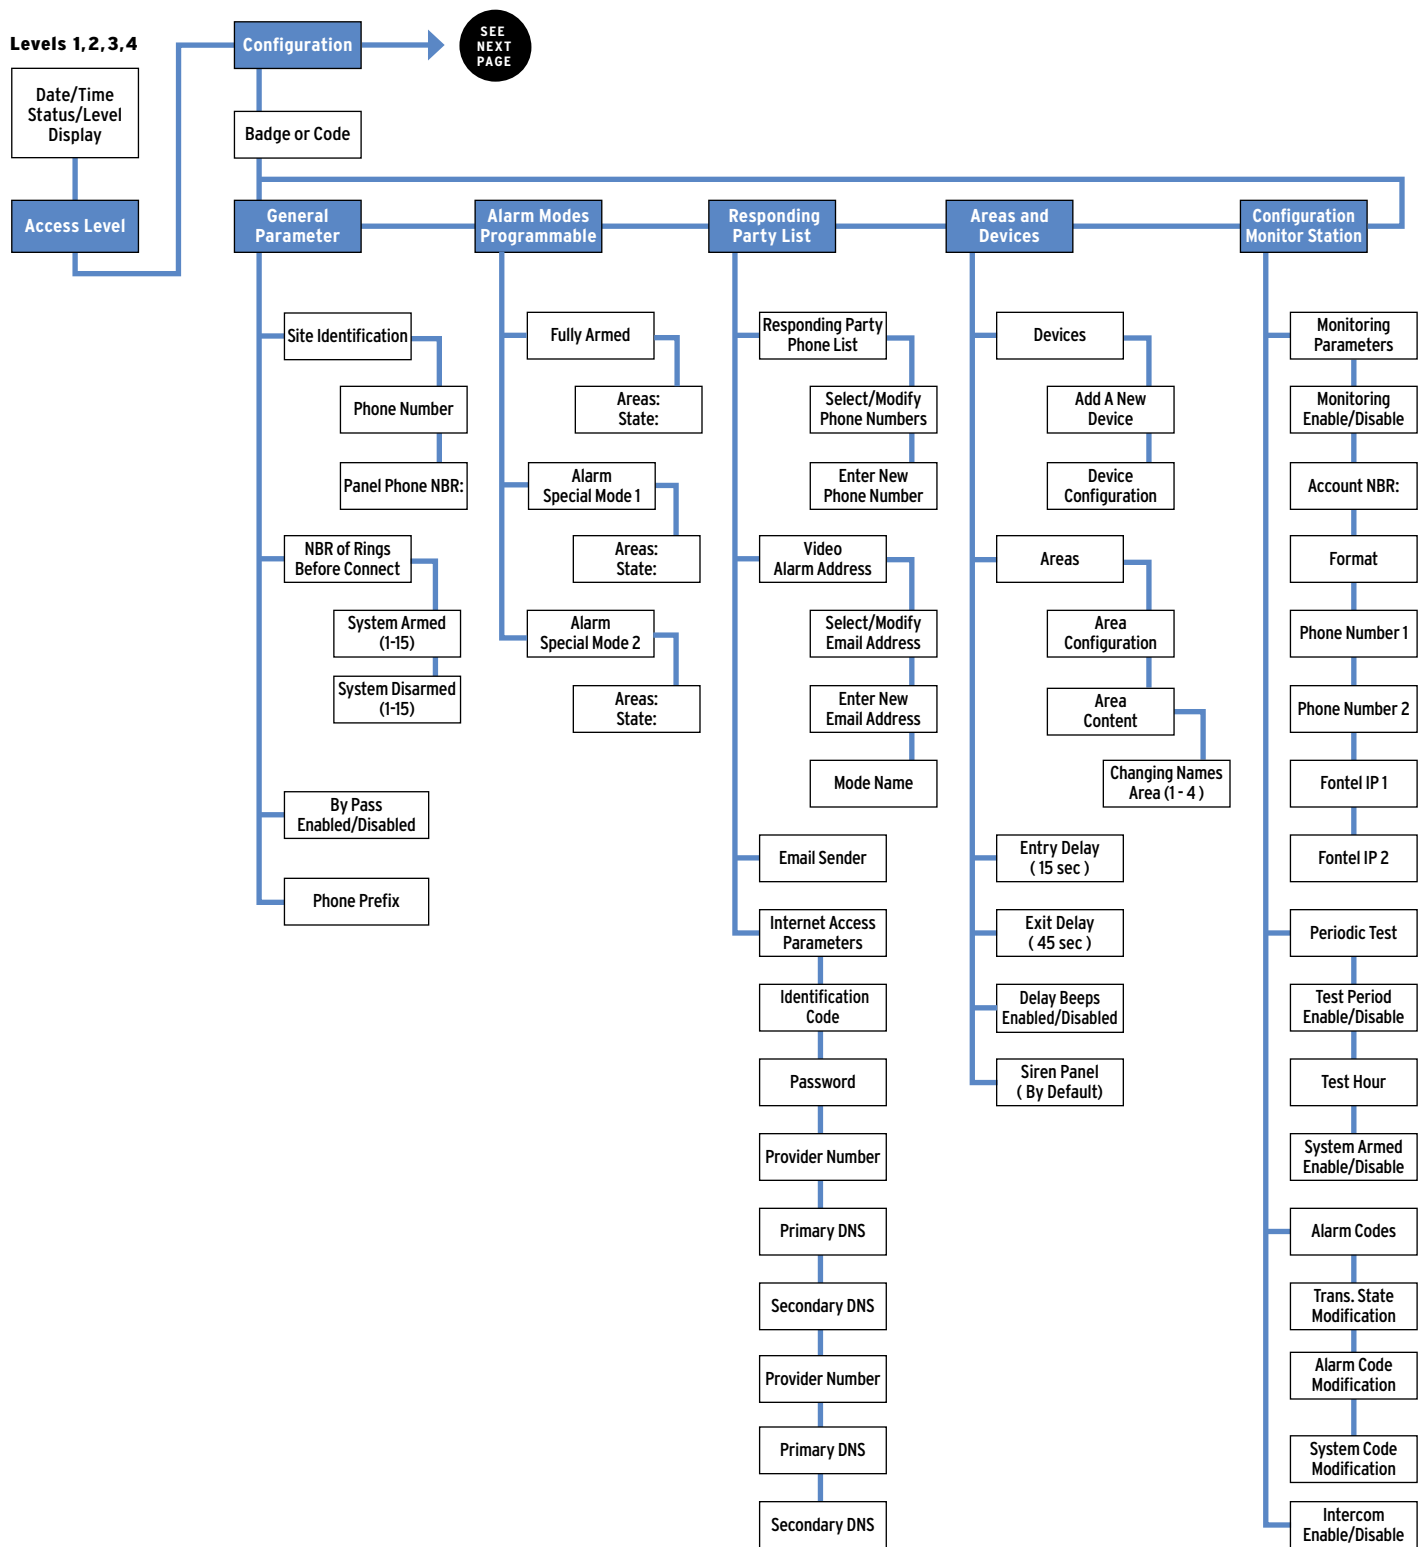 Levels 1,2,3,4
Date/Time
Status/Level
Display
Access Level
Configuration
SEE
NEXT
PAGE
Badge or Code
General
Parameter
Site Identification
Phone Number
Panel Phone NBR:
NBR of Rings
Before Connect
System Armed
(1-15)
System Disarmed
(1-15)
By Pass
Enabled/Disabled
Phone Prefix
Alarm Modes
Programmable
Fully Armed
Areas:
State:
Alarm
Special Mode 1
Areas:
State:
Alarm
Special Mode 2
Areas:
State:
Responding
Party List
Responding Party
Phone List
Select/Modify
Phone Numbers
Enter New
Phone Number
Video
Alarm Address
Select/Modify
Email Address
Enter New
Email Address
Mode Name
Email Sender
Internet Access
Parameters
Identification
Code
Password
Provider Number
Primary DNS
Secondary DNS
Provider Number
Primary DNS
Secondary DNS
Areas and
Devices
Devices
Add A New
Device
Device
Configuration
Areas
Area
Configuration
Area
Content
Changing Names
Area (1 - 4 )
Entry Delay
( 15 sec )
Exit Delay
( 45 sec )
Delay Beeps
Enabled/Disabled
Siren Panel
( By Default)
Configuration
Monitor Station
Monitoring
Parameters
Monitoring
Enable/Disable
Account NBR:
Format
Phone Number 1
Phone Number 2
Fontel IP 1
Fontel IP 2
Periodic Test
Test Period
Enable/Disable
Test Hour
System Armed
Enable/Disable
Alarm Codes
Trans. State
Modification
Alarm Code
Modification
System Code
Modification
Intercom
Enable/Disable